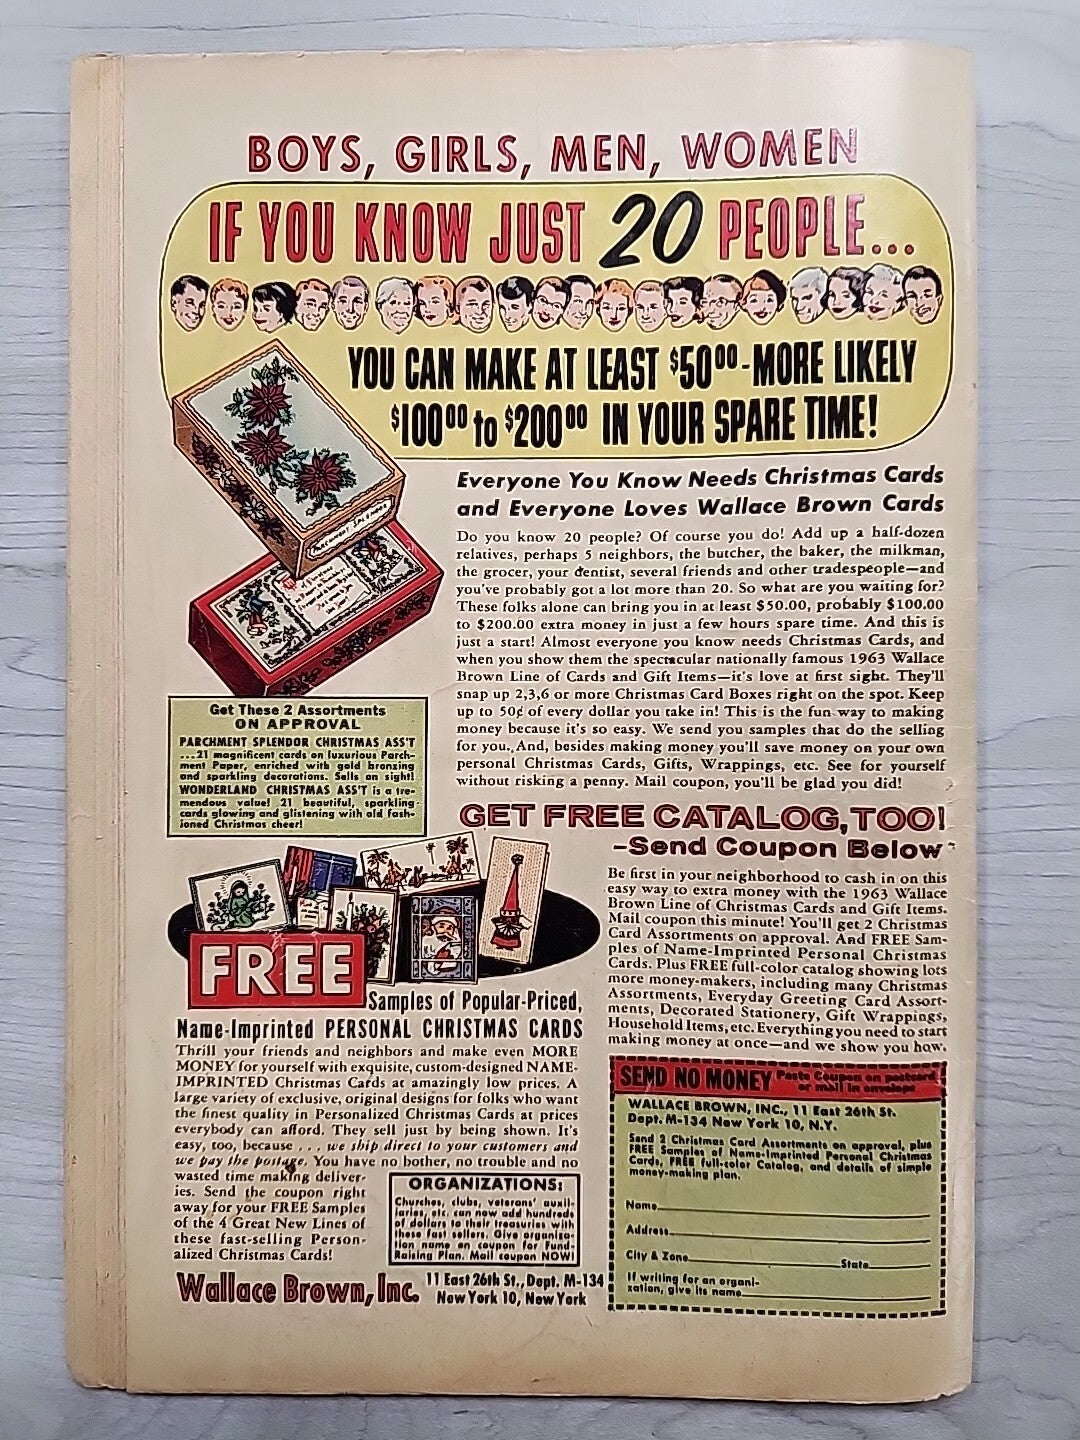 BOYS, GIRLS, MEN, WOMEN
IF YOU KNOW JUST 20 PEOPLE...
YOU CAN MAKE AT LEAST $50⁰⁰-MORE LIKELY
$100⁰⁰ to $200⁰⁰ IN YOUR SPARE TIME!
PARCHMENT SPLENDOR
Everyone You Know Needs Christmas Cards
and Everyone Loves Wallace Brown Cards
Do you know 20 people? Of course you do! Add up a half-dozen
relatives, perhaps 5 neighbors, the butcher, the baker, the milkman,
the grocer, your dentist, several friends and other tradespeople—and
you've probably got a lot more than 20. So what are you waiting for?
These folks alone can bring you in at least $50.00, probably $100.00
to $200.00 extra money in just a few hours spare time. And this is
just a start! Almost everyone you know needs Christmas Cards, and
when you show them the spectacular nationally famous 1963 Wallace
Brown Line of Cards and Gift Items—it's love at first sight. They'll
snap up 2,3,6 or more Christmas Card Boxes right on the spot. Keep
up to 50¢ of every dollar you take in! This is the fun way to making
money because it's so easy. We send you samples that do the selling
for you. And, besides making money you'll save money on your own
personal Christmas Cards, Gifts, Wrappings, etc. See for yourself
without risking a penny. Mail coupon, you'll be glad you did!
Get These 2 Assortments
ON APPROVAL
PARCHMENT SPLENDOR CHRISTMAS ASS'T
...21 magnificent cards on luxurious Parch-
ment Paper, enriched with gold bronzing
and sparkling decorations. Sells on sight!
WONDERLAND CHRISTMAS ASS'T is a tre-
mendous value! 21 beautiful, sparkling
cards glowing and glistening with old fash-
ioned Christmas cheer!
GET FREE CATALOG, TOO!
-Send Coupon Below
Be first in your neighborhood to cash in on this
easy way to extra money with the 1963 Wallace
Brown Line of Christmas Cards and Gift Items.
Mail coupon this minute! You'll get 2 Christmas
Card Assortments on approval. And FREE Sam-
ples of Name-Imprinted Personal Christmas
Cards. Plus FREE full-color catalog showing lots
more money-makers, including many Christmas
Assortments, Everyday Greeting Card Assort-
ments, Decorated Stationery, Gift Wrappings,
Household Items, etc. Everything you need to start
making money at once—and we show you how.
FREE
Samples of Popular-Priced,
Name-Imprinted PERSONAL CHRISTMAS CARDS
Thrill your friends and neighbors and make even MORE
MONEY for yourself with exquisite, custom-designed NAME-
IMPRINTED Christmas Cards at amazingly low prices. A
large variety of exclusive, original designs for folks who want
the finest quality in Personalized Christmas Cards at prices
everybody can afford. They sell just by being shown. It's
easy, too, because . . . we ship direct to your customers and
we pay the postage. You have no bother, no trouble and no
wasted time making deliver-
ies. Send the coupon right
away for your FREE Samples
of the 4 Great New Lines of
these fast-selling Person-
alized Christmas Cards!
ORGANIZATIONS:
Churches, clubs, veterans' auxil-
iaries, etc. can now add hundreds
of dollars to their treasuries with
these fast sellers. Give organiza-
tion name on coupon for Fund-
Raising Plan. Mail coupon NOW!
Wallace Brown, Inc. 11 East 26th St., Dept. M-134
New York 10, New York
SEND NO MONEY Paste Coupon on postcard
or mail in envelope
WALLACE BROWN, INC., 11 East 26th St.
Dept. M-134 New York 10, N.Y.
Send 2 Christmas Card Assortments on approval, plus
FREE Samples of Name-Imprinted Personal Christmas
Cards, FREE full-color Catalog, and details of simple
money-making plan.
Name
Address
City & Zone State
If writing for an organi-
zation, give its name